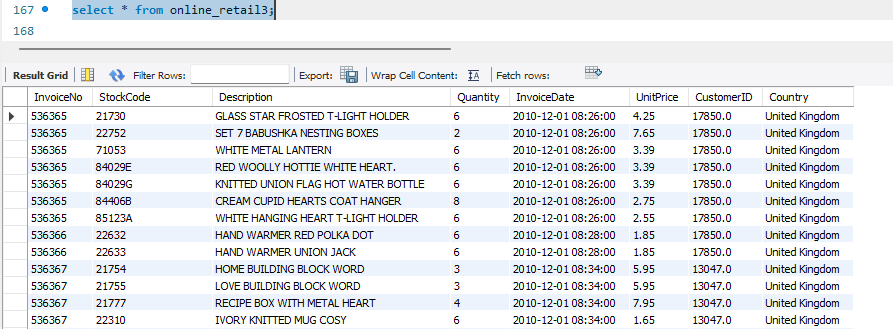 167 select * from online_retail3;
168
Result Grid Filter Rows: Export: Wrap Cell Content: IA Fetch rows:
InvoiceNo StockCode Description Quantity InvoiceDate UnitPrice CustomerID Country
536365 21730 GLASS STAR FROSTED T-LIGHT HOLDER 6 2010-12-01 08:26:00 4.25 17850.0 United Kingdom
536365 22752 SET 7 BABUSHKA NESTING BOXES 2 2010-12-01 08:26:00 7.65 17850.0 United Kingdom
536365 71053 WHITE METAL LANTERN 6 2010-12-01 08:26:00 3.39 17850.0 United Kingdom
536365 84029E RED WOOLLY HOTTIE WHITE HEART. 6 2010-12-01 08:26:00 3.39 17850.0 United Kingdom
536365 84029G KNITTED UNION FLAG HOT WATER BOTTLE 6 2010-12-01 08:26:00 3.39 17850.0 United Kingdom
536365 84406B CREAM CUPID HEARTS COAT HANGER 8 2010-12-01 08:26:00 2.75 17850.0 United Kingdom
536365 85123A WHITE HANGING HEART T-LIGHT HOLDER 6 2010-12-01 08:26:00 2.55 17850.0 United Kingdom
536366 22632 HAND WARMER RED POLKA DOT 6 2010-12-01 08:28:00 1.85 17850.0 United Kingdom
536366 22633 HAND WARMER UNION JACK 6 2010-12-01 08:28:00 1.85 17850.0 United Kingdom
536367 21754 HOME BUILDING BLOCK WORD 3 2010-12-01 08:34:00 5.95 13047.0 United Kingdom
536367 21755 LOVE BUILDING BLOCK WORD 3 2010-12-01 08:34:00 5.95 13047.0 United Kingdom
536367 21777 RECIPE BOX WITH METAL HEART 4 2010-12-01 08:34:00 7.95 13047.0 United Kingdom
536367 22310 IVORY KNITTED MUG COSY 6 2010-12-01 08:34:00 1.65 13047.0 United Kingdom